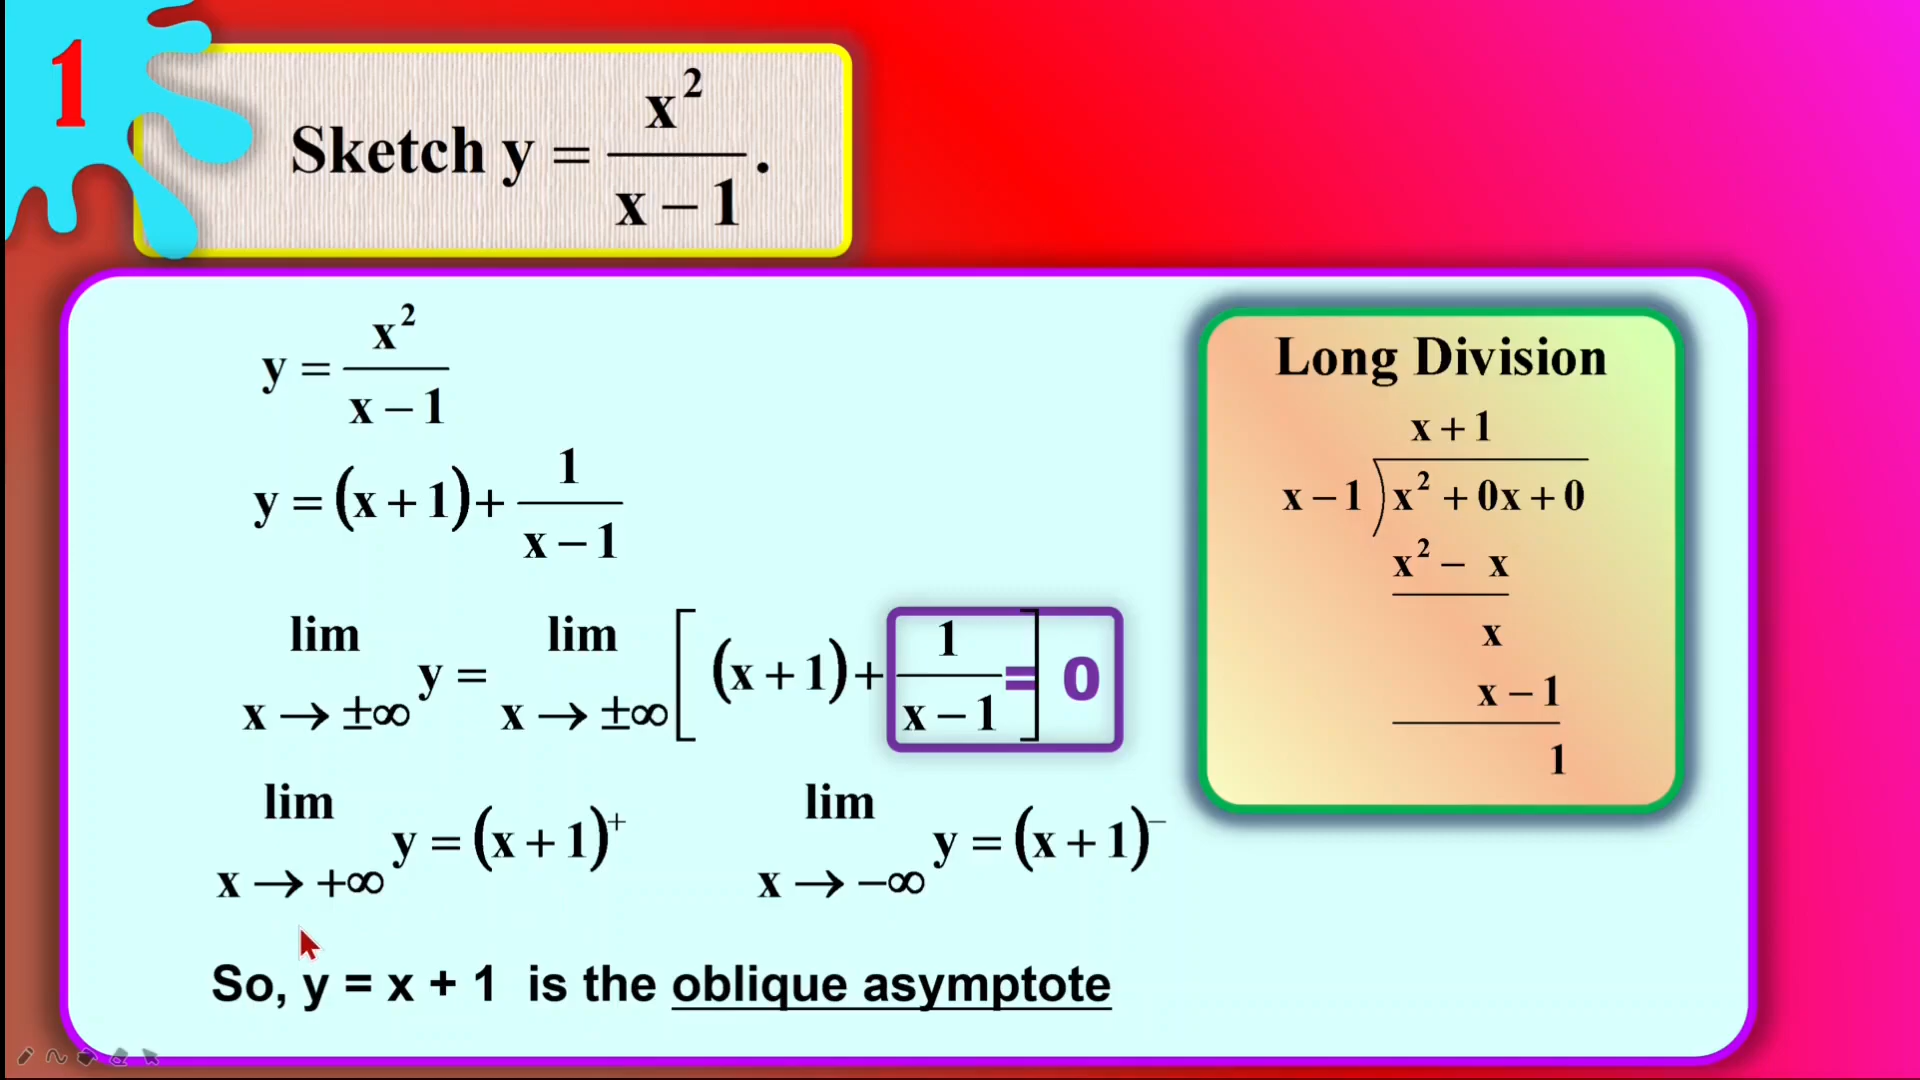 1
Sketch y = x² / (x − 1).
y = x² / (x − 1)
y = (x + 1) + 1 / (x − 1)
lim x → ±∞ y = lim x → ±∞ [ (x + 1) + 1 / (x − 1) ] = 0
lim x → +∞ y = (x + 1)⁺
lim x → −∞ y = (x + 1)⁻
So, y = x + 1 is the oblique asymptote
Long Division
x + 1
x − 1 ) x² + 0x + 0
x² − x
x
x − 1
1